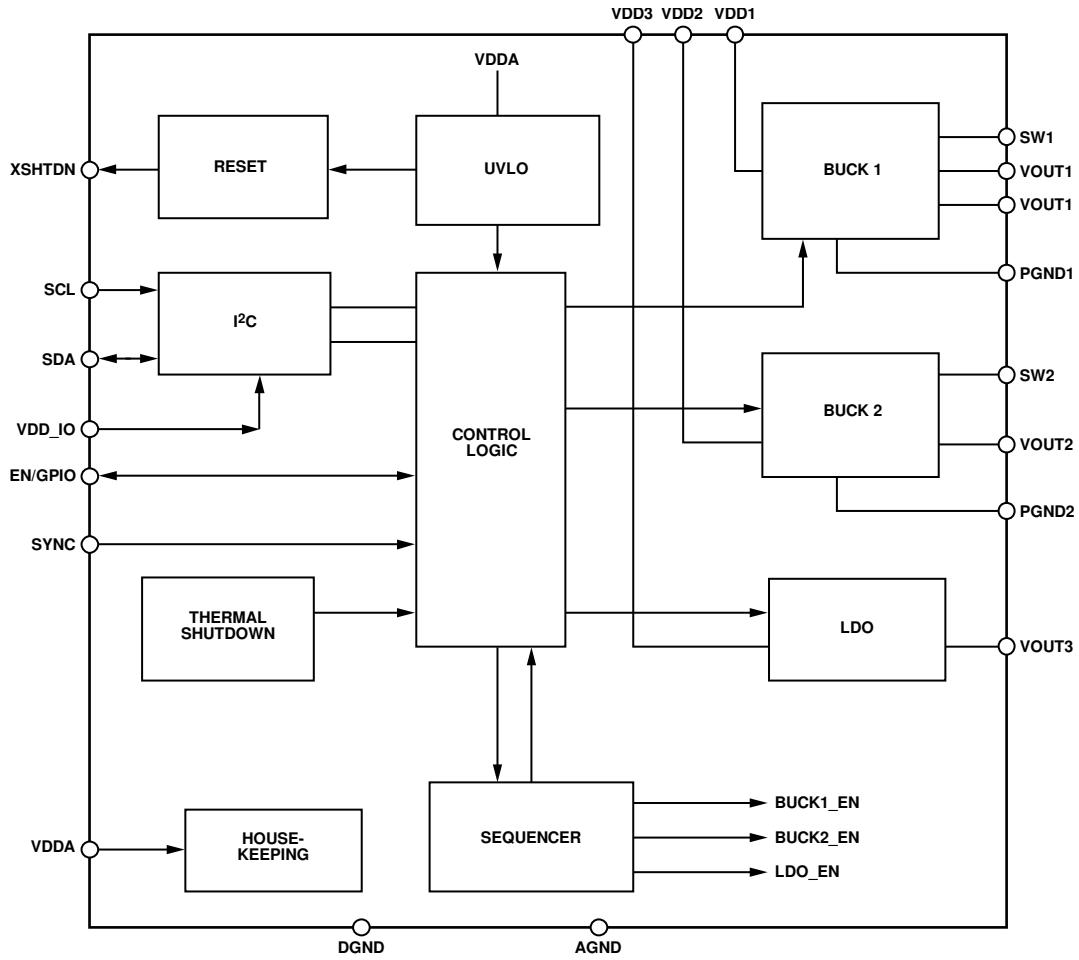 VDD3 VDD2 VDD1
VDDA
RESET
UVLO
BUCK 1
SW1
VOUT1
VOUT1
PGND1
XSHTDN
SCL
I²C
SDA
VDD_IO
EN/GPIO
SYNC
CONTROL
LOGIC
BUCK 2
SW2
VOUT2
PGND2
THERMAL
SHUTDOWN
LDO
VOUT3
SEQUENCER
BUCK1_EN
BUCK2_EN
LDO_EN
VDDA
HOUSE-
KEEPING
DGND
AGND